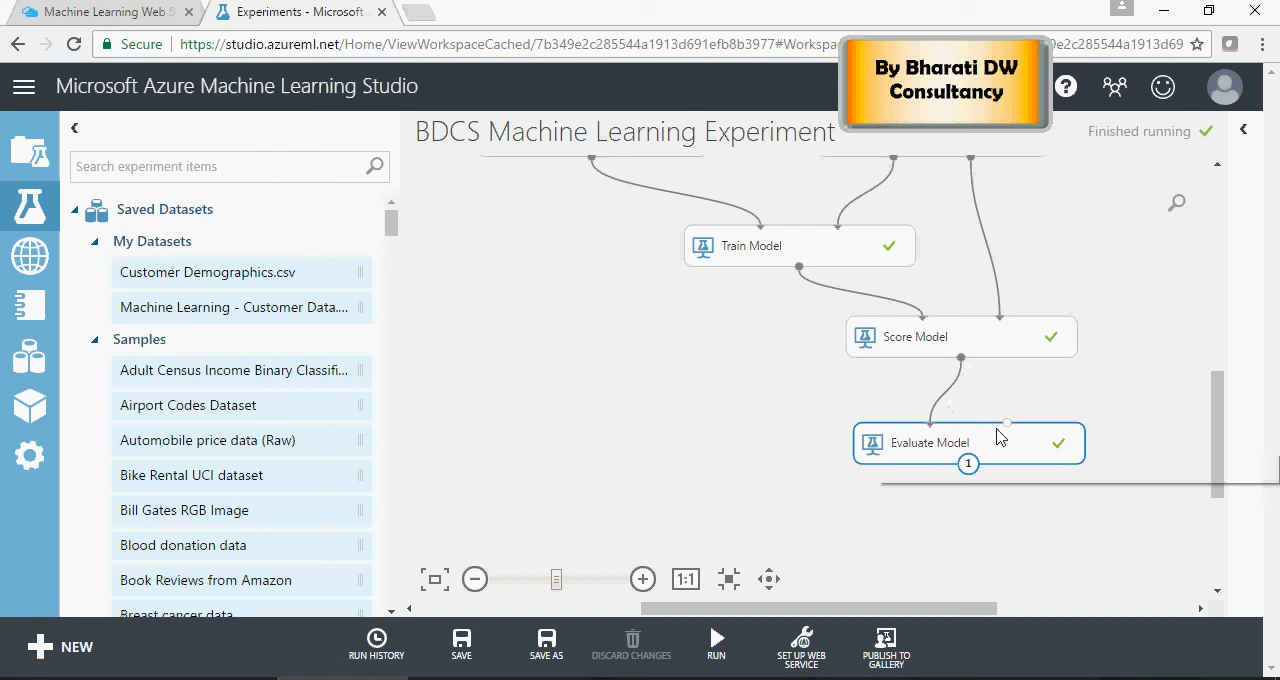 Machine Learning Web S
Experiments - Microsoft
Secure
https://studio.azureml.net/Home/ViewWorkspaceCached/7b349e2c285544a1913d691efb8b3977#Workspa
9e2c285544a1913d69
By Bharati DW
Consultancy
Microsoft Azure Machine Learning Studio
?
BDCS Machine Learning Experiment
Finished running
Search experiment items
Saved Datasets
My Datasets
Customer Demographics.csv
Machine Learning - Customer Data....
Samples
Adult Census Income Binary Classifi...
Airport Codes Dataset
Automobile price data (Raw)
Bike Rental UCI dataset
Bill Gates RGB Image
Blood donation data
Book Reviews from Amazon
Breast cancer data
Train Model
Score Model
Evaluate Model
1
1:1
NEW
RUN HISTORY
SAVE
SAVE AS
DISCARD CHANGES
RUN
SET UP WEB
SERVICE
PUBLISH TO
GALLERY